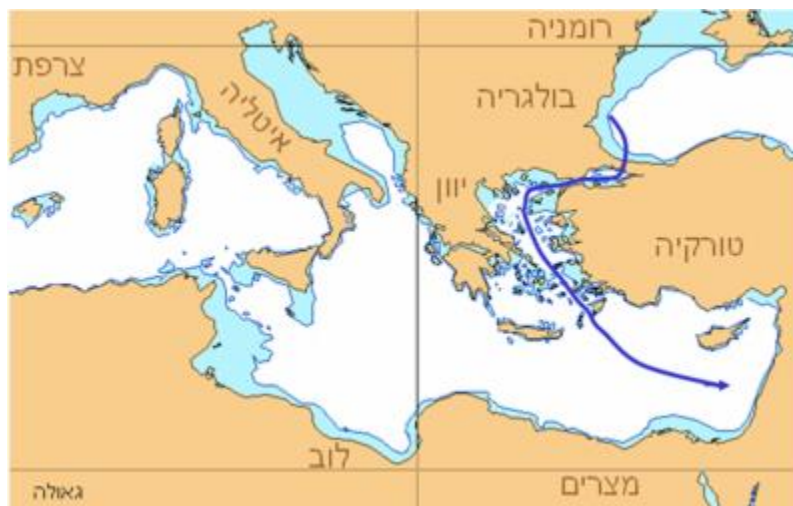 רומניה
צרפת
בולגריה
איטליה
יוון
טורקיה
לוב
מצרים
גאולה